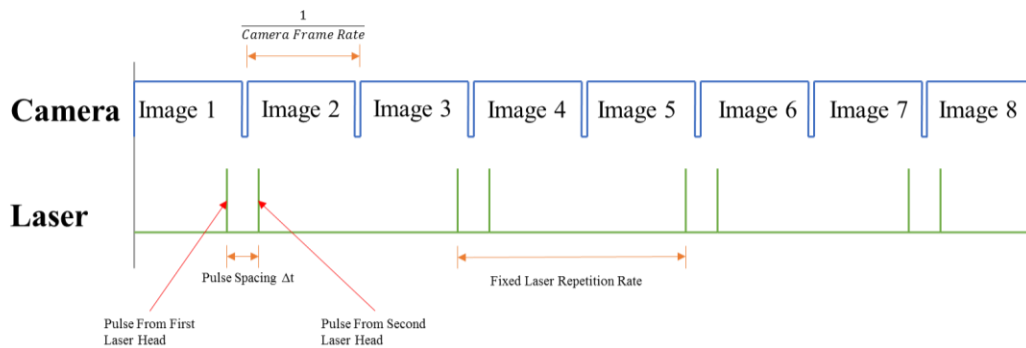 1
Camera Frame Rate
Camera
Image 1
Image 2
Image 3
Image 4
Image 5
Image 6
Image 7
Image 8
Laser
Pulse Spacing Δt
Fixed Laser Repetition Rate
Pulse From First
Laser Head
Pulse From Second
Laser Head